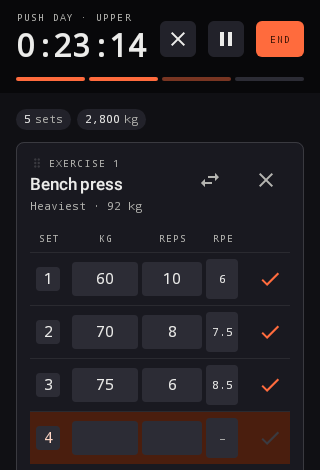 PUSH DAY · UPPER
0:23:14
END
5 sets 2,800 kg
EXERCISE 1
Bench press
Heaviest · 92 kg
SET KG REPS RPE
1 60 10 6
2 70 8 7.5
3 75 6 8.5
4 –